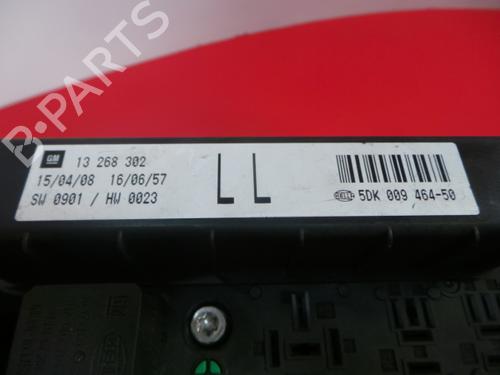 B-PARTS
GM 13 268 302
15/04/08 16/06/57
SW 0901 / HW 0023
LL
HELLA 5DK 009 464-50